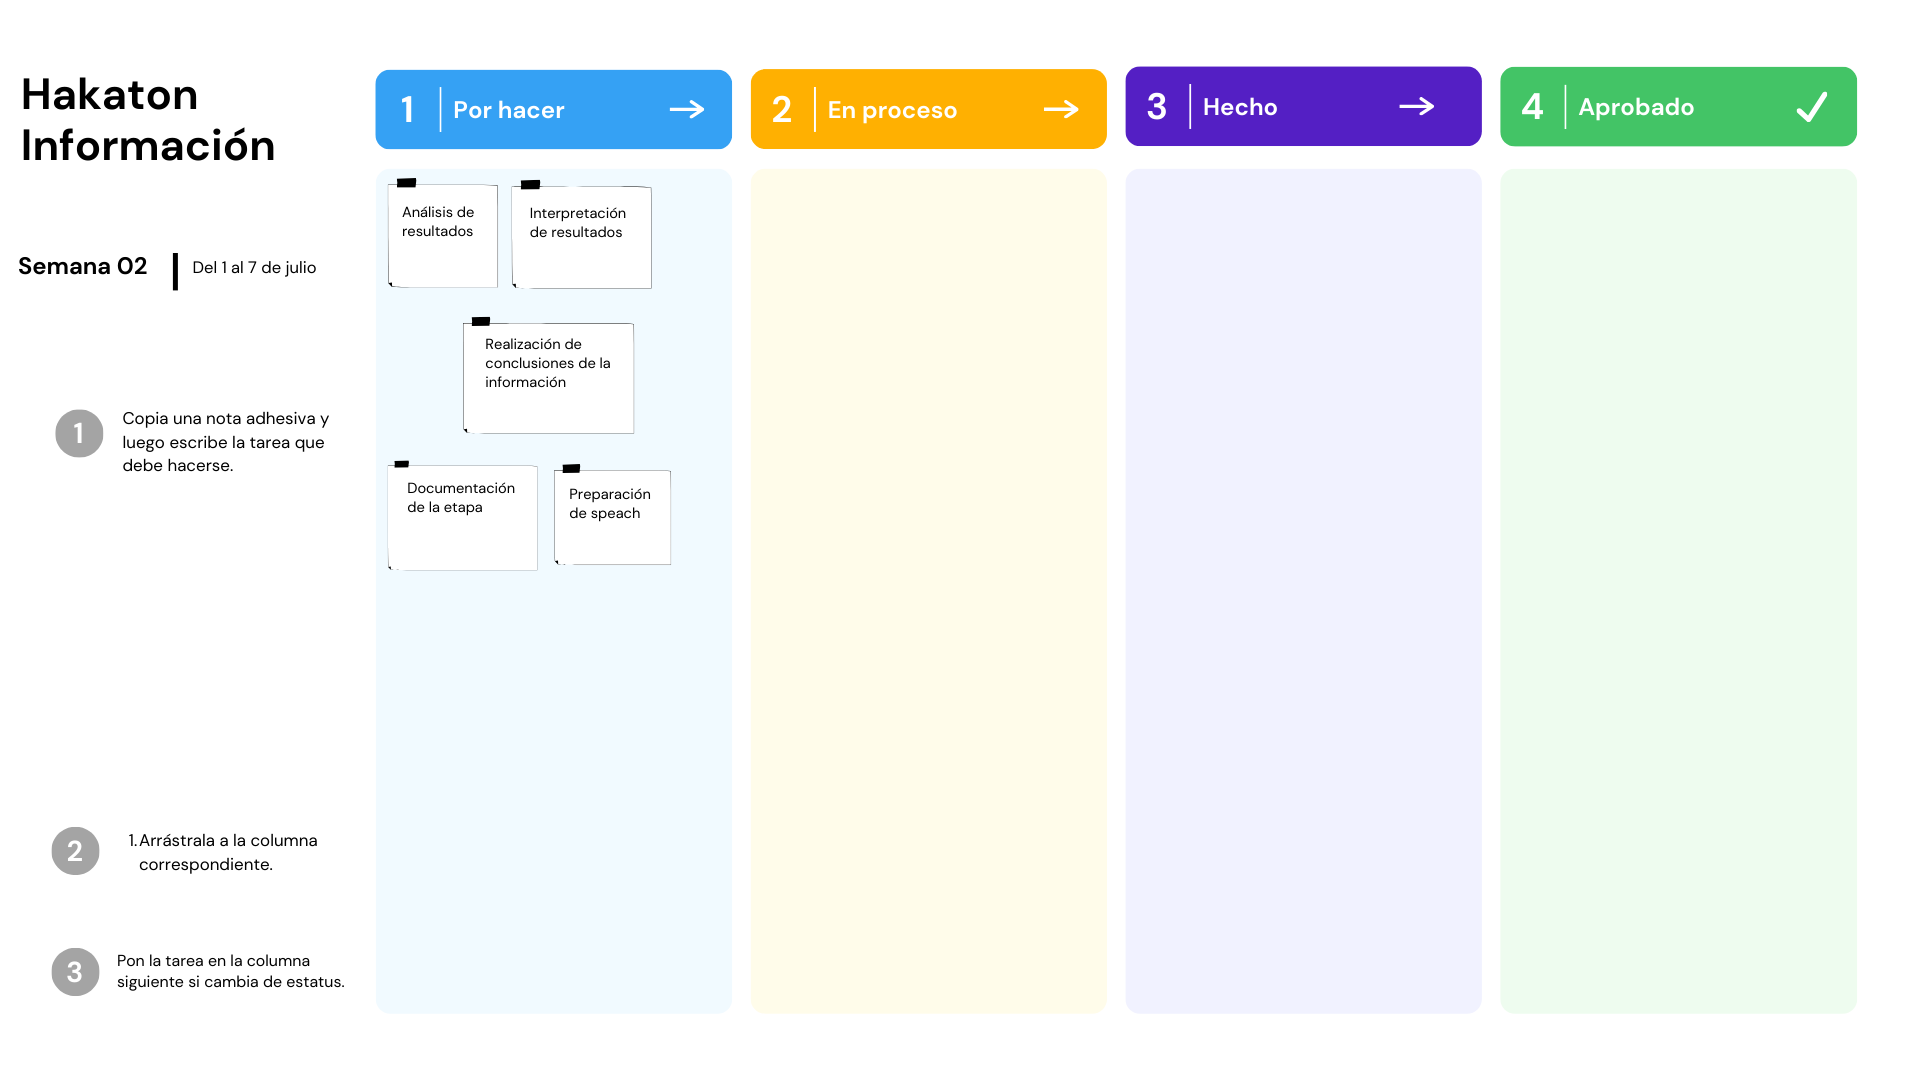 Hakaton
Información
Semana 02
Del 1 al 7 de julio
1
Copia una nota adhesiva y
luego escribe la tarea que
debe hacerse.
2
1. Arrástrala a la columna
correspondiente.
3
Pon la tarea en la columna
siguiente si cambia de estatus.
1
Por hacer
Análisis de
resultados
Interpretación
de resultados
Realización de
conclusiones de la
información
Documentación
de la etapa
Preparación
de speach
2
En proceso
3
Hecho
4
Aprobado